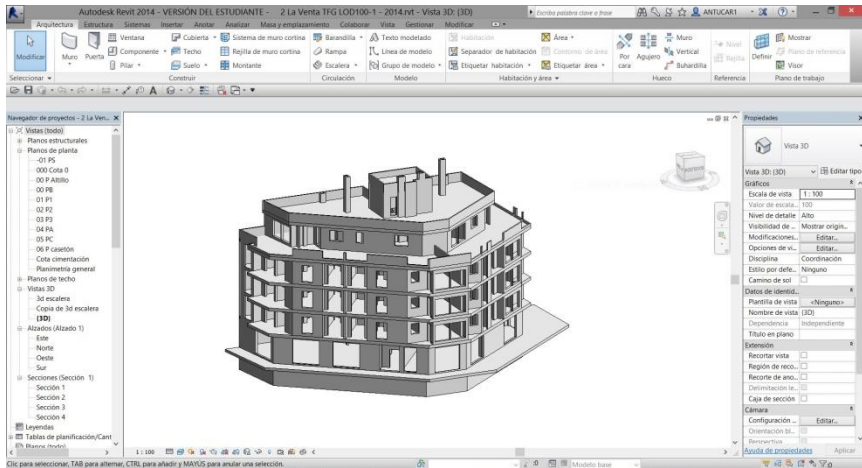 Autodesk Revit 2014 - VERSIÓN DEL ESTUDIANTE - 2 La Venta TFG LOD100-1 - 2014.rvt - Vista 3D: {3D}
Escriba palabra clave o frase
ANTUCAR1
Arquitectura Estructura Sistemas Insertar Anotar Analizar Masa y emplazamiento Colaborar Vista Gestionar Modificar
Modificar
Muro
Puerta
Ventana
Componente
Pilar
Cubierta
Techo
Suelo
Sistema de muro cortina
Rejilla de muro cortina
Montante
Barandilla
Rampa
Escalera
Texto modelado
Línea de modelo
Grupo de modelo
Habitación
Separador de habitación
Etiquetar habitación
Área
Contorno de área
Etiquetar área
Por cara
Agujero
Muro
Vertical
Buhardilla
Nivel
Rejilla
Definir
Mostrar
Plano de referencia
Visor
Seleccionar
Construir
Circulación
Modelo
Habitación y área
Hueco
Referencia
Plano de trabajo
Navegador de proyectos - 2 La Ven...
Vistas (todo)
Planos estructurales
Planos de planta
-01 PS
000 Cota 0
00 P Altillo
00 PB
01 P1
02 P2
03 P3
04 PA
05 PC
06 P casetón
Cota cimentación
Planimetría general
Planos de techo
Vistas 3D
3d escalera
Copia de 3d escalera
{3D}
Alzados (Alzado 1)
Este
Norte
Oeste
Sur
Secciones (Sección 1)
Sección 1
Sección 2
Sección 3
Sección 4
Leyendas
Tablas de planificación/Cant
Planos (todo)
1 : 100
Propiedades
Vista 3D
Vista 3D: {3D}
Editar tipo
Gráficos
Escala de vista 1 : 100
Valor de escala... 100
Nivel de detalle Alto
Visibilidad de ... Mostrar origin...
Modificaciones... Editar...
Opciones de vi... Editar...
Disciplina Coordinación
Estilo por defe... Ninguno
Camino de sol
Datos de identid...
Plantilla de vista <Ninguno>
Nombre de vista {3D}
Dependencia Independiente
Título en plano
Extensión
Recortar vista
Región de reco...
Recorte de ano...
Delimitación le...
Caja de sección
Cámara
Configuración ... Editar...
Orientación bl...
Perspectiva
Ayuda de propiedades Aplicar
Clic para seleccionar, TAB para alternar, CTRL para añadir y MAYÚS para anular una selección.
:0
Modelo base